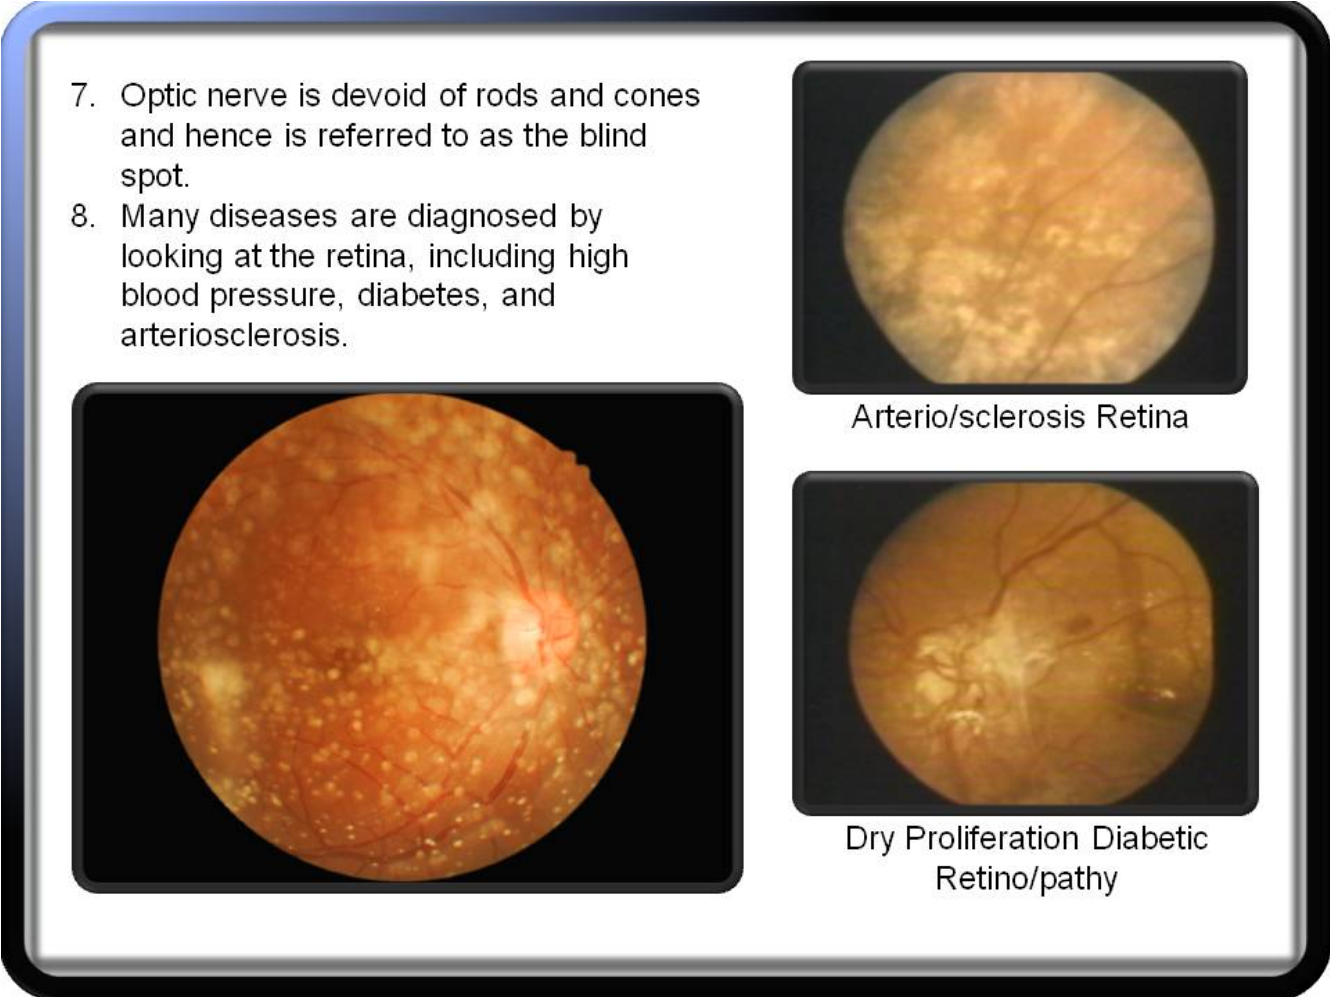 7. Optic nerve is devoid of rods and cones
and hence is referred to as the blind
spot.
8. Many diseases are diagnosed by
looking at the retina, including high
blood pressure, diabetes, and
arteriosclerosis.
Arterio/sclerosis Retina
Dry Proliferation Diabetic
Retino/pathy